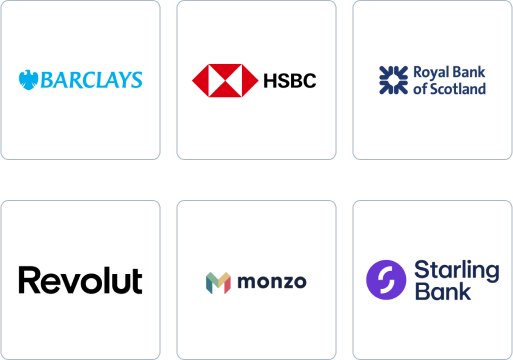 BARCLAYS
HSBC
Royal Bank
of Scotland
Revolut
monzo
Starling
Bank